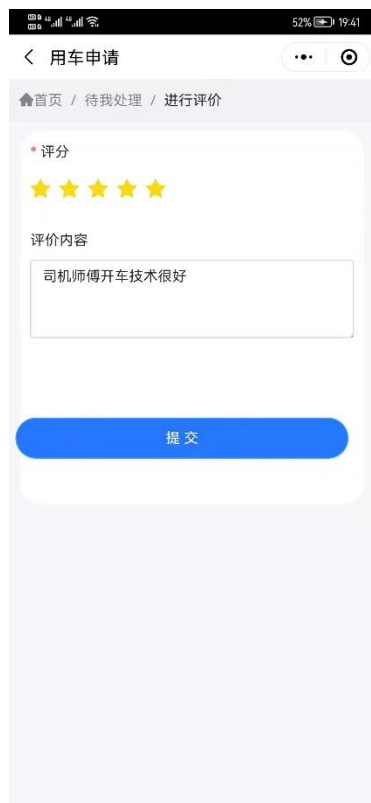 52% 19:41
用车申请
首页 / 待我处理 / 进行评价
* 评分
评价内容
司机师傅开车技术很好
提交